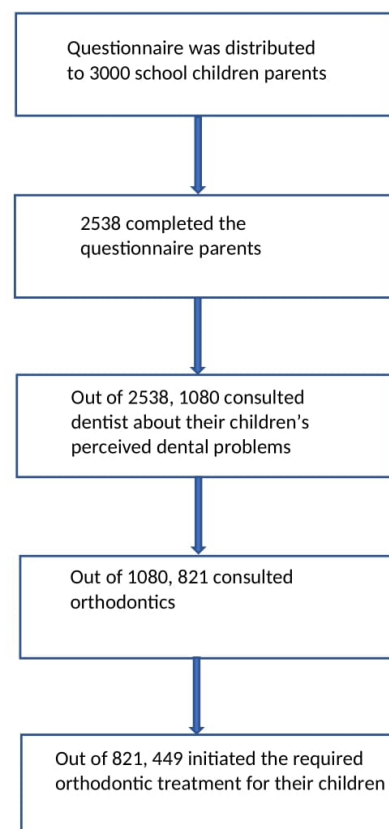 Questionnaire was distributed
to 3000 school children parents
2538 completed the
questionnaire parents
Out of 2538, 1080 consulted
dentist about their children's
perceived dental problems
Out of 1080, 821 consulted
orthodontics
Out of 821, 449 initiated the required
orthodontic treatment for their children